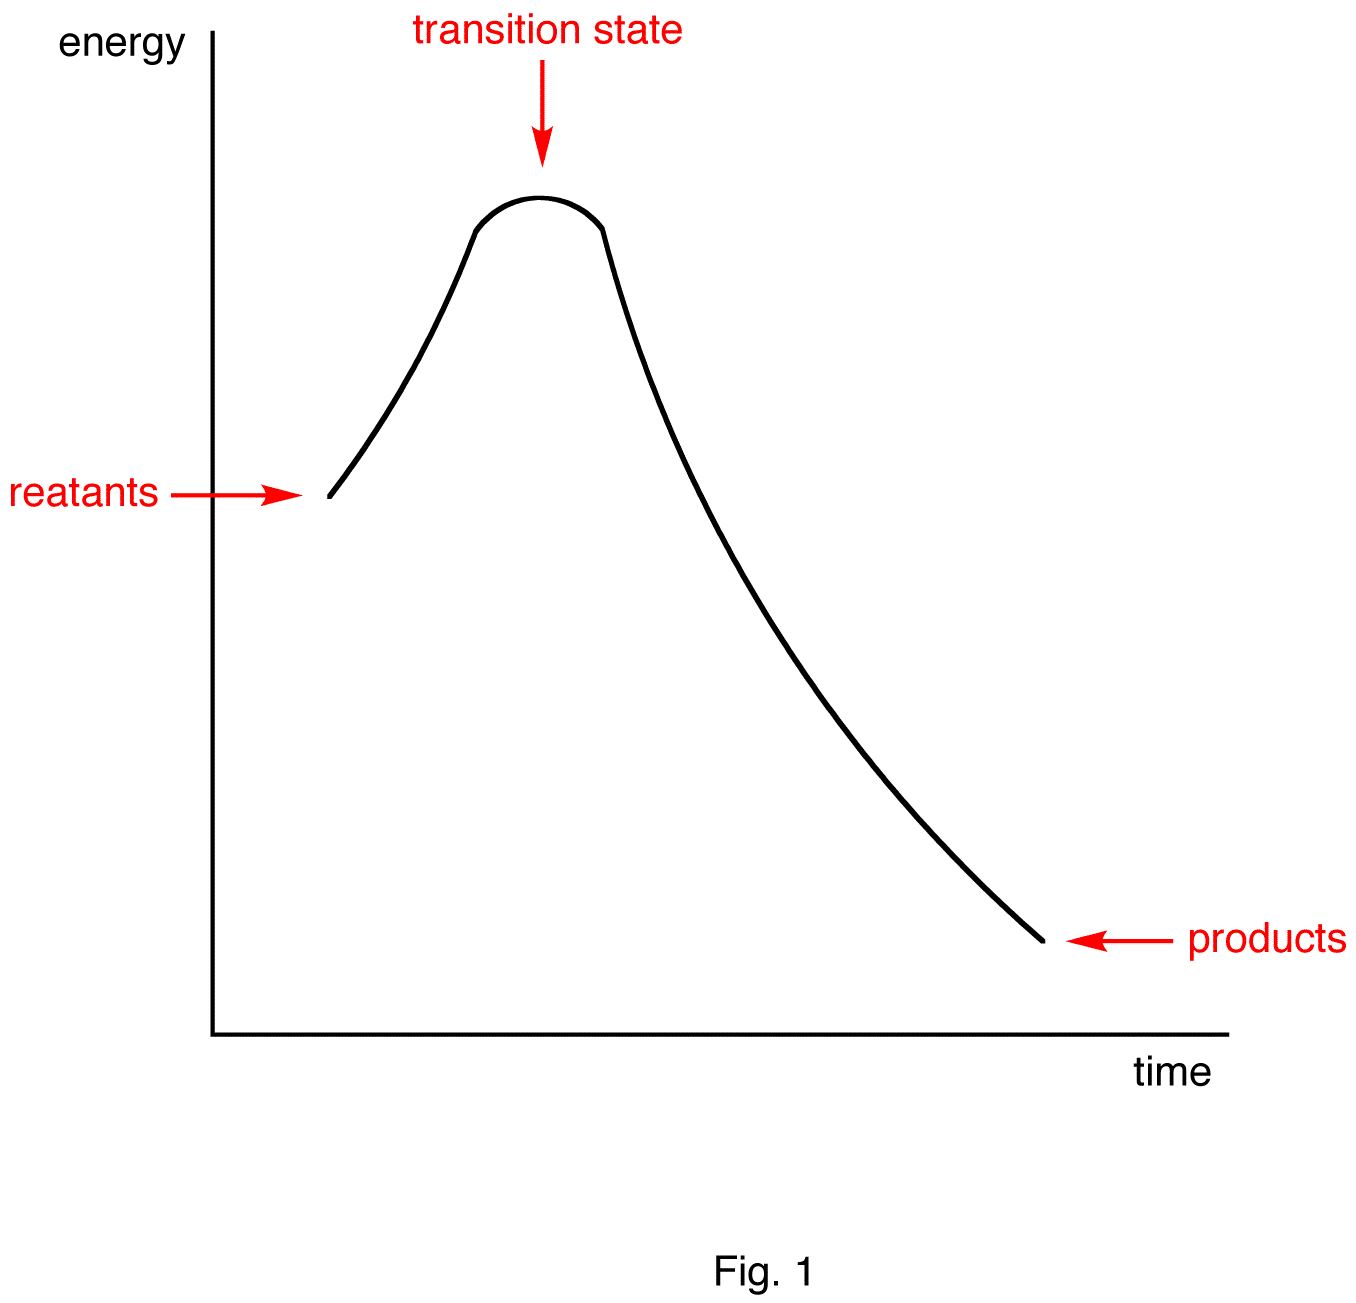 energy
transition state
reatants
products
time
Fig. 1